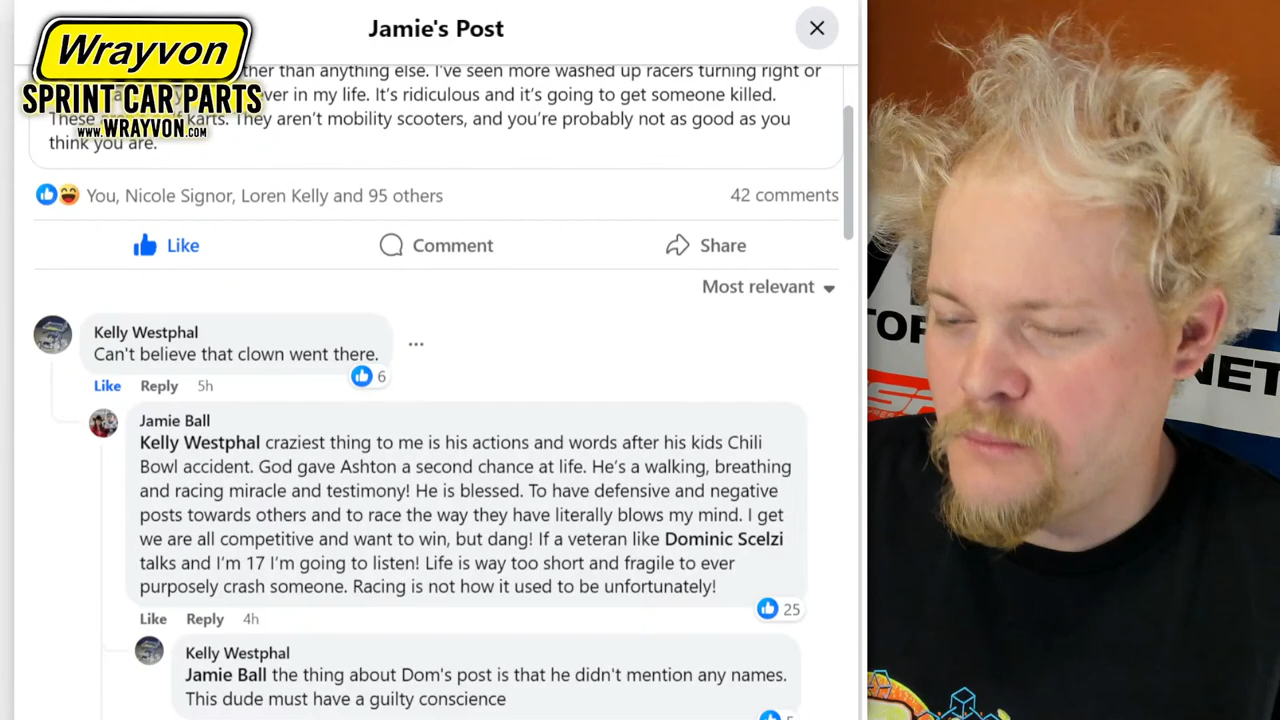 Jamie's Post
Wrayvon
SPRINT CAR PARTS
www.WRAYVON.com
ther than anything else. I've seen more washed up racers turning right or
ver in my life. It's ridiculous and it's going to get someone killed.
These karts. They aren't mobility scooters, and you're probably not as good as you
think you are.
You, Nicole Signor, Loren Kelly and 95 others
42 comments
Like
Comment
Share
Most relevant
Kelly Westphal
Can't believe that clown went there.
6
Like Reply 5h
Jamie Ball
Kelly Westphal craziest thing to me is his actions and words after his kids Chili
Bowl accident. God gave Ashton a second chance at life. He's a walking, breathing
and racing miracle and testimony! He is blessed. To have defensive and negative
posts towards others and to race the way they have literally blows my mind. I get
we are all competitive and want to win, but dang! If a veteran like Dominic Scelzi
talks and I'm 17 I'm going to listen! Life is way too short and fragile to ever
purposely crash someone. Racing is not how it used to be unfortunately!
25
Like Reply 4h
Kelly Westphal
Jamie Ball the thing about Dom's post is that he didn't mention any names.
This dude must have a guilty conscience
TOR
NET